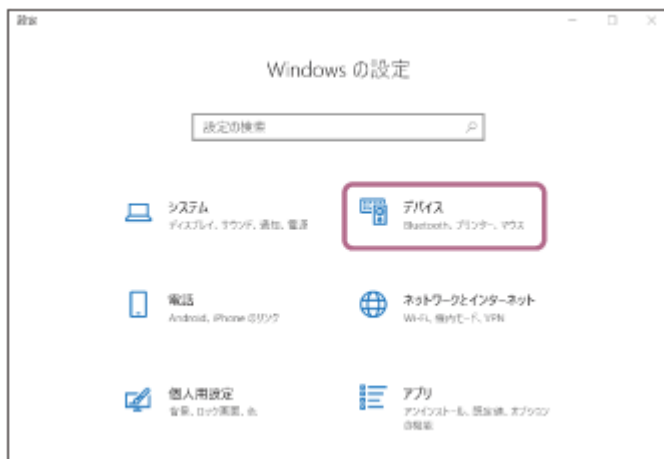 設定
Windows の設定
設定の検索
システム
ディスプレイ、サウンド、通知、電源
デバイス
Bluetooth、プリンター、マウス
電話
Android、iPhone のリンク
ネットワークとインターネット
Wi-Fi、機内モード、VPN
個人用設定
背景、ロック画面、色
アプリ
アンインストール、既定値、オプション
の機能